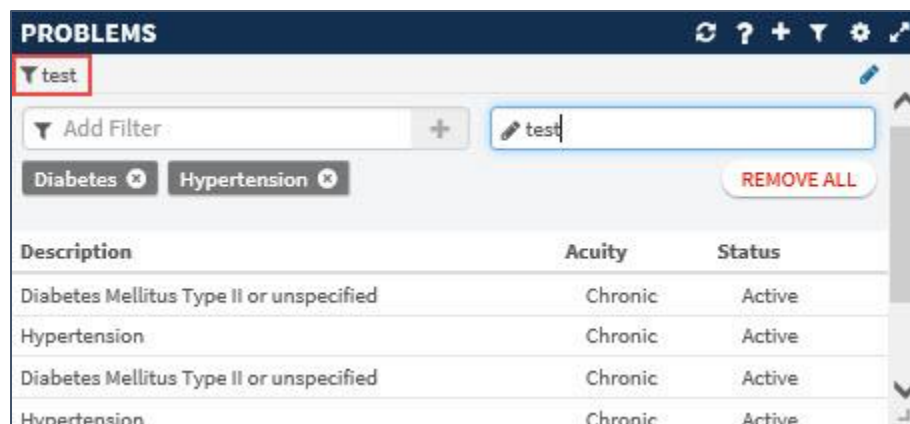 PROBLEMS ?
test
Add Filter test
Diabetes Hypertension REMOVE ALL
Description Acuity Status
Diabetes Mellitus Type II or unspecified Chronic Active
Hypertension Chronic Active
Diabetes Mellitus Type II or unspecified Chronic Active
Hypertension Chronic Active